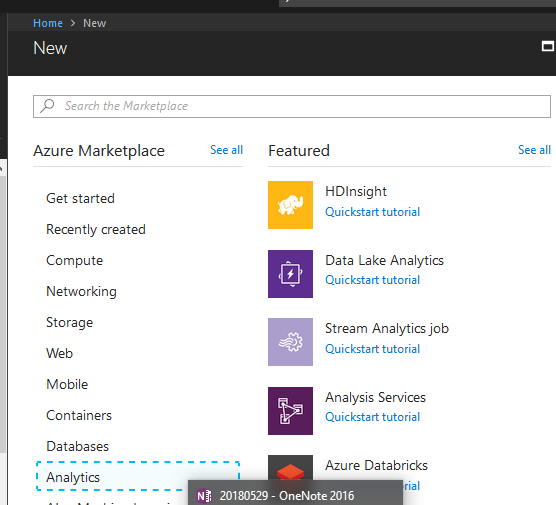 Home > New
New
Search the Marketplace
Azure Marketplace
See all
Get started
Recently created
Compute
Networking
Storage
Web
Mobile
Containers
Databases
Analytics
Featured
See all
HDInsight
Quickstart tutorial
Data Lake Analytics
Quickstart tutorial
Stream Analytics job
Quickstart tutorial
Analysis Services
Quickstart tutorial
Azure Databricks
20180529 - OneNote 2016